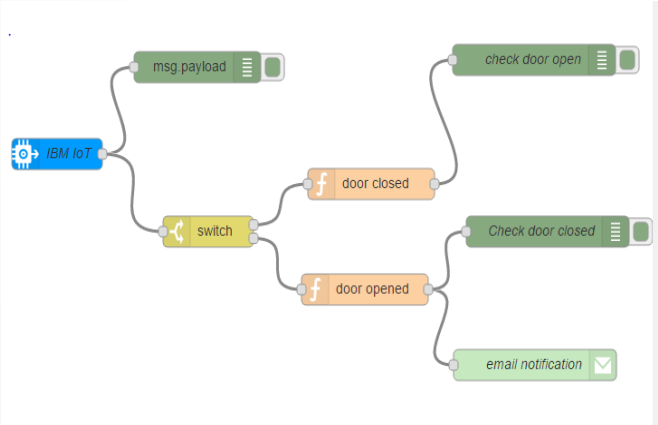 msg.payload
check door open
IBM IoT
door closed
switch
Check door closed
door opened
email notification